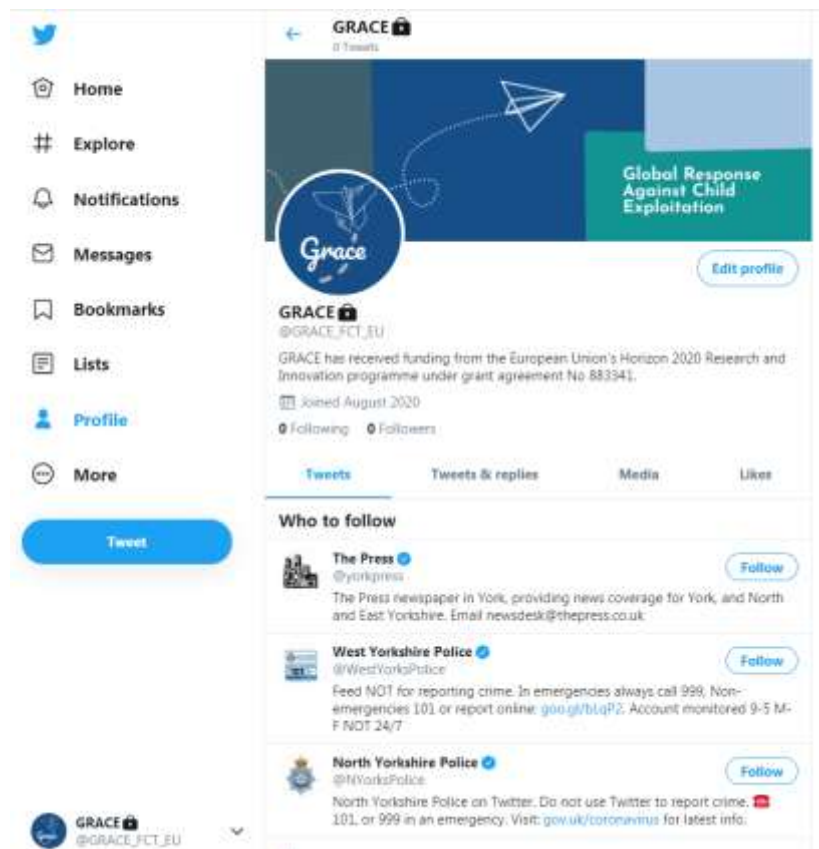 GRACE
0 Tweets
Home
Explore
Notifications
Messages
Bookmarks
Lists
Profile
More
Tweet
Global Response
Against Child
Exploitation
Grace
Edit profile
GRACE
@GRACE_FCT_EU
GRACE has received funding from the European Union's Horizon 2020 Research and
Innovation programme under grant agreement No 883341.
Joined August 2020
0 Following 0 Followers
Tweets Tweets & replies Media Likes
Who to follow
The Press
@yorkpress
Follow
The Press newspaper in York, providing news coverage for York, and North
and East Yorkshire. Email newsdesk@thepress.co.uk
West Yorkshire Police
@WestYorksPolice
Follow
Feed NOT for reporting crime. In emergencies always call 999, Non-
emergencies 101 or report online: goo.gl/bLqP2. Account monitored 9-5 M-
F NOT 24/7
North Yorkshire Police
@NYorksPolice
Follow
North Yorkshire Police on Twitter. Do not use Twitter to report crime.
101, or 999 in an emergency. Visit: gov.uk/coronavirus for latest info.
GRACE
@GRACE_FCT_EU